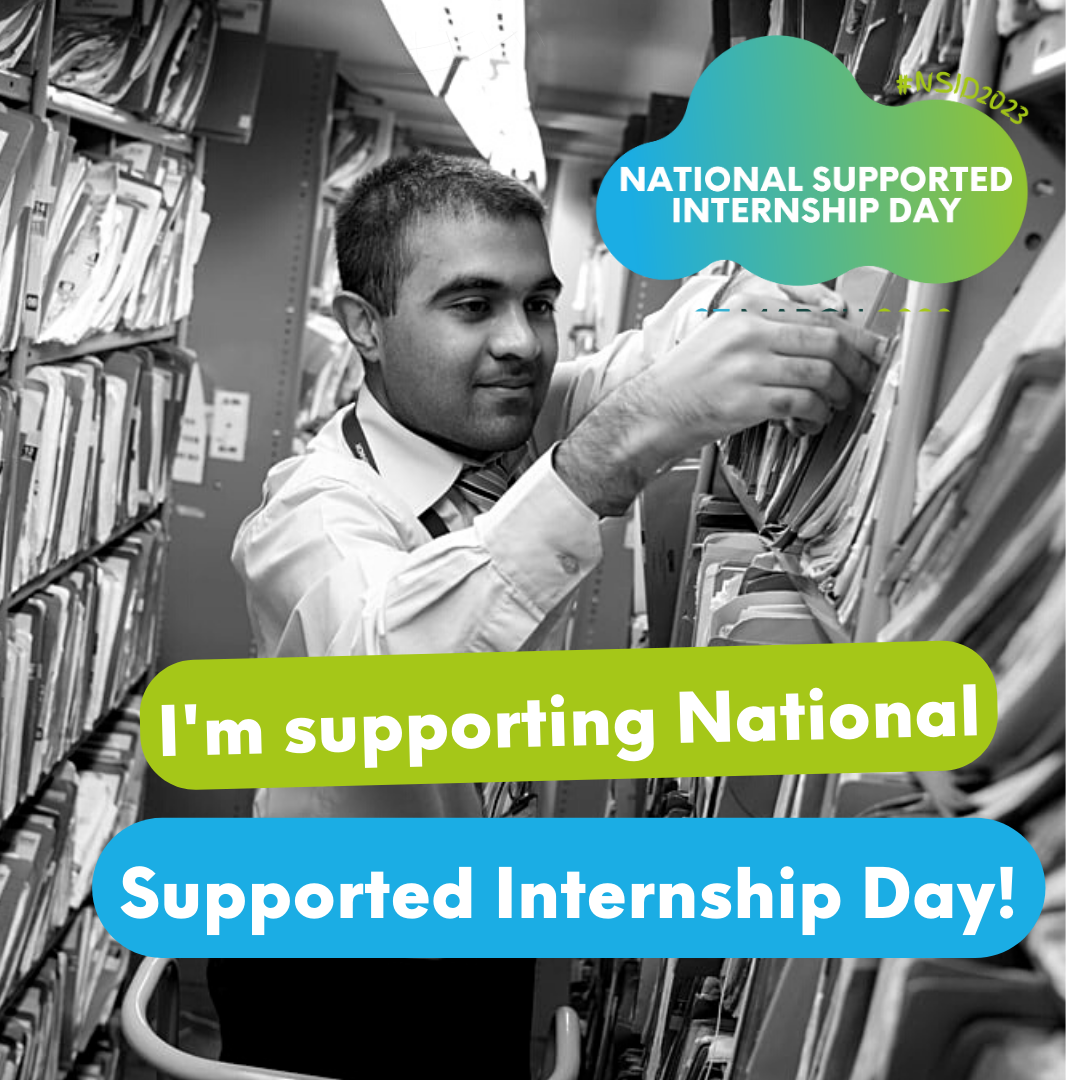 #NSID2023
NATIONAL SUPPORTED
INTERNSHIP DAY
I'm supporting National
Supported Internship Day!